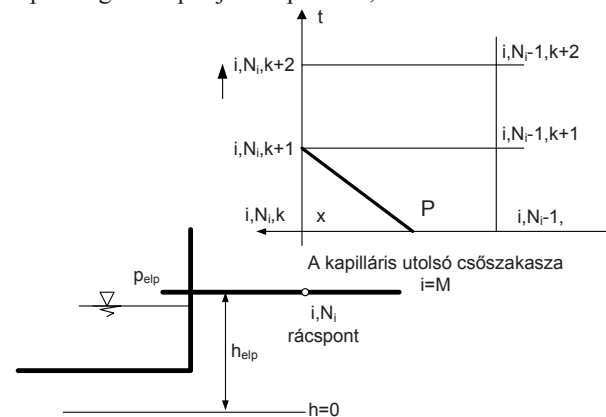 t
i,Nᵢ,k+2
i,Nᵢ-1,k+2
i,Nᵢ,k+1
i,Nᵢ-1,k+1
P
i,Nᵢ,k
x
i,Nᵢ-1,
A kapilláris utolsó csőszakasza
i=M
pₑₗₚ
i,Nᵢ
rácspont
hₑₗₚ
h=0